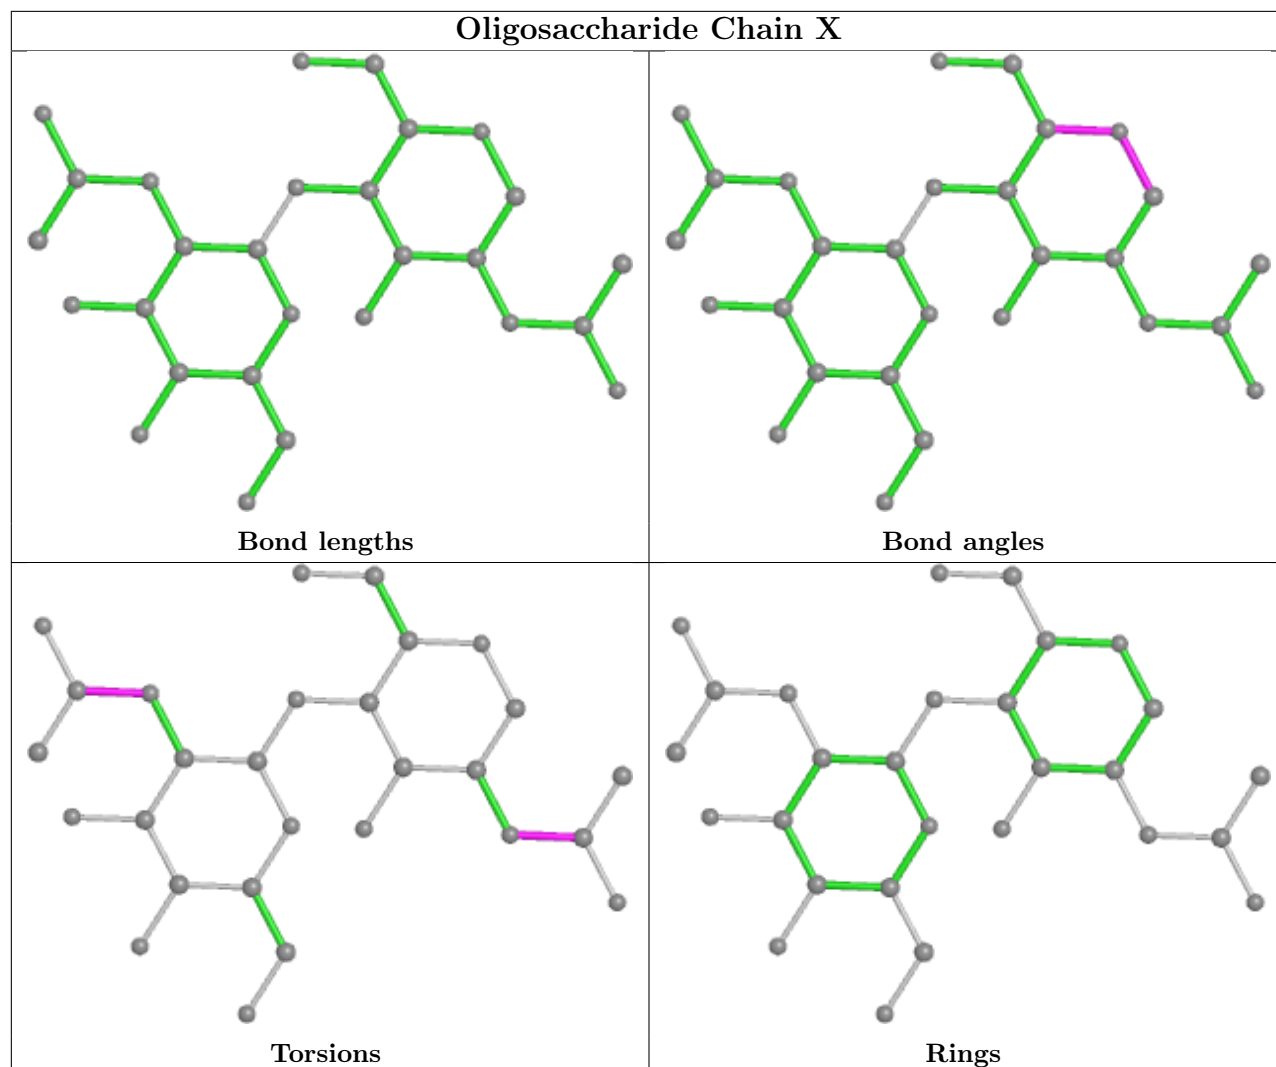 Oligosaccharide Chain X
Bond lengths
Bond angles
Torsions
Rings